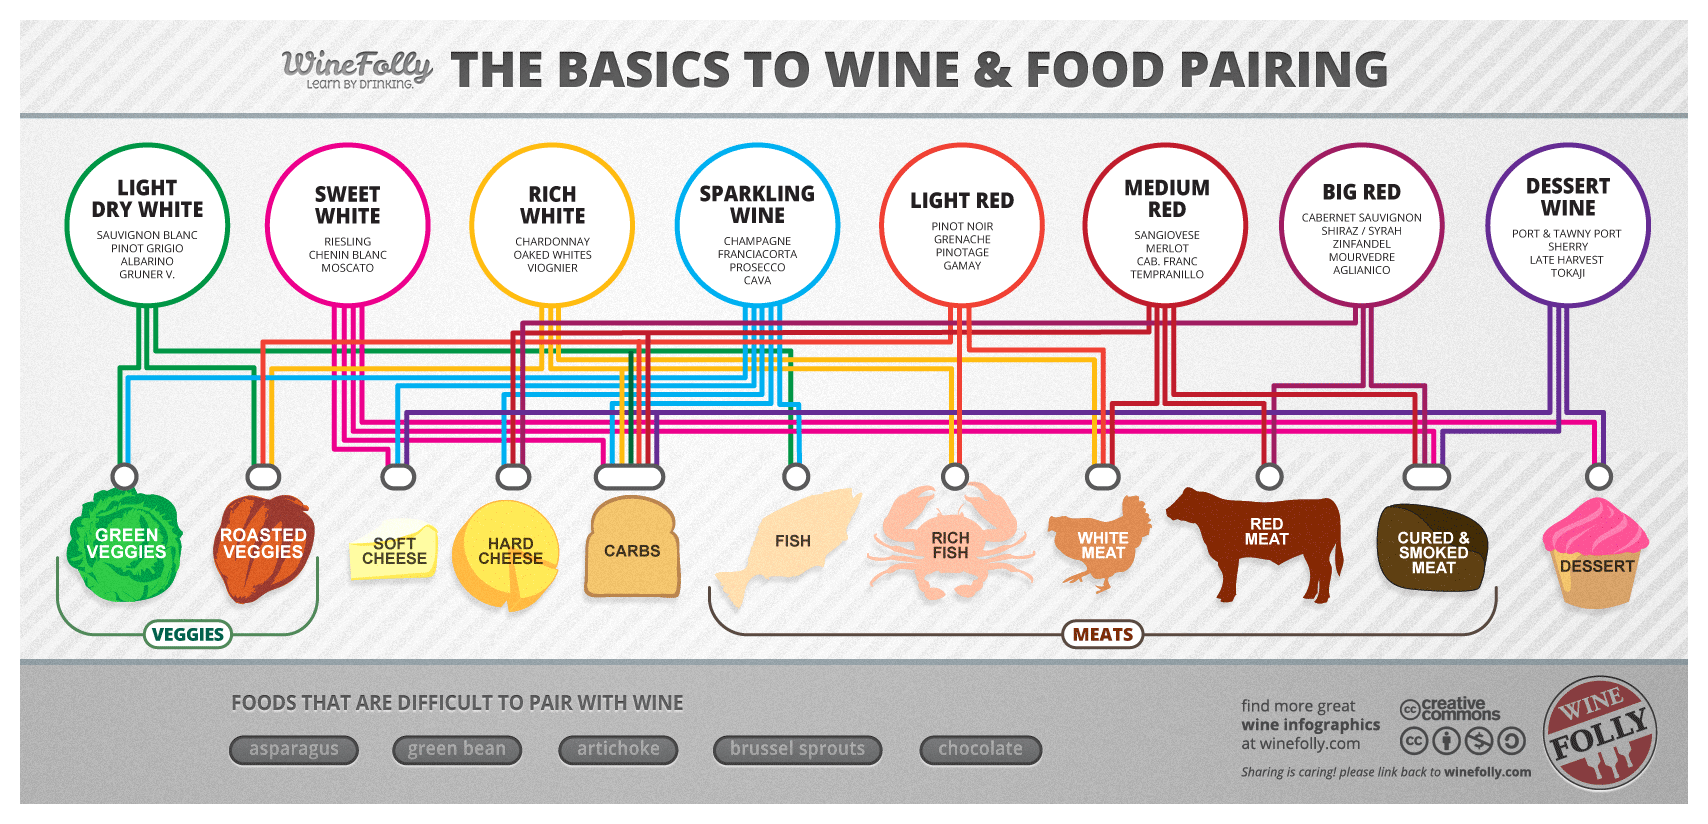 WineFolly
Learn by Drinking.
THE BASICS TO WINE & FOOD PAIRING
LIGHT
DRY WHITE
SAUVIGNON BLANC
PINOT GRIGIO
ALBARINO
GRUNER V.
SWEET
WHITE
RIESLING
CHENIN BLANC
MOSCATO
RICH
WHITE
CHARDONNAY
OAKED WHITES
VIOGNIER
SPARKLING
WINE
CHAMPAGNE
FRANCIACORTA
PROSECCO
CAVA
LIGHT RED
PINOT NOIR
GRENACHE
PINOTAGE
GAMAY
MEDIUM
RED
SANGIOVESE
MERLOT
CAB. FRANC
TEMPRANILLO
BIG RED
CABERNET SAUVIGNON
SHIRAZ / SYRAH
ZINFANDEL
MOURVEDRE
AGLIANICO
DESSERT
WINE
PORT & TAWNY PORT
SHERRY
LATE HARVEST
TOKAJI
GREEN
VEGGIES
ROASTED
VEGGIES
SOFT
CHEESE
HARD
CHEESE
CARBS
FISH
RICH
FISH
WHITE
MEAT
RED
MEAT
CURED &
SMOKED
MEAT
DESSERT
VEGGIES
MEATS
FOODS THAT ARE DIFFICULT TO PAIR WITH WINE
asparagus
green bean
artichoke
brussel sprouts
chocolate
find more great
wine infographics
at winefolly.com
cc creative
commons
cc
Sharing is caring! please link back to winefolly.com
WINE
FOLLY